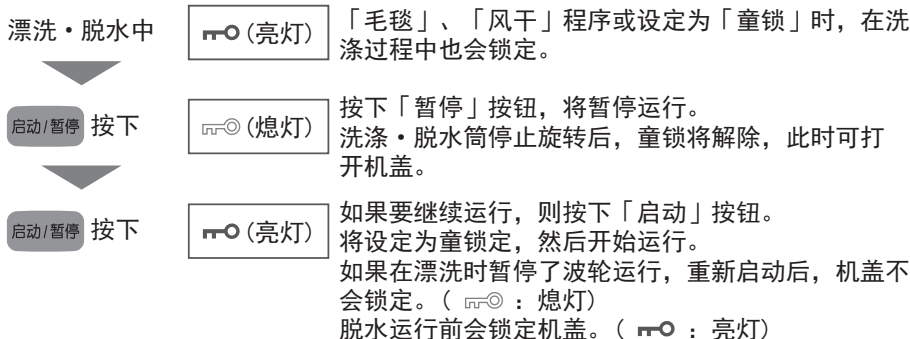 漂洗・脱水中
(亮灯)
「毛毯」、「风干」程序或设定为「童锁」时，在洗
涤过程中也会锁定。
启动/暂停 按下
(熄灯)
按下「暂停」按钮，将暂停运行。
洗涤・脱水筒停止旋转后，童锁将解除，此时可打
开机盖。
启动/暂停 按下
(亮灯)
如果要继续运行，则按下「启动」按钮。
将设定为童锁定，然后开始运行。
如果在漂洗时暂停了波轮运行，重新启动后，机盖不
会锁定。( ：熄灯)
脱水运行前会锁定机盖。( ：亮灯)